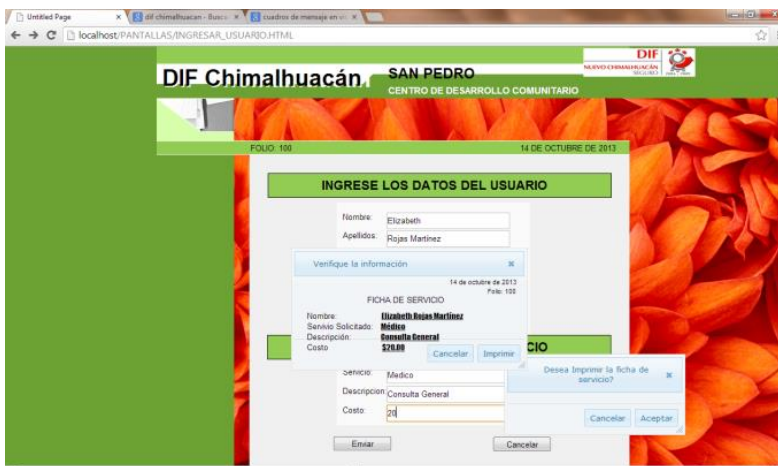 Untitled Page
dif chimalhuacan - Busca
cuadros de mensaje en vi
localhost/PANTALLAS/INGRESAR_USUARIO.HTML
DIF Chimalhuacán
SAN PEDRO
CENTRO DE DESARROLLO COMUNITARIO
DIF
NUEVO CHIMALHUACÁN
SEGURO
FOLIO: 100
14 DE OCTUBRE DE 2013
INGRESE LOS DATOS DEL USUARIO
Nombre: Elizabeth
Apellidos: Rojas Martinez
Verifique la información
14 de octubre de 2013
Folio: 100
FICHA DE SERVICIO
Nombre: Elizabeth Rojas Martínez
Servivio Solicitado: Médico
Descripción: Consulta General
Costo $20.00
Cancelar Imprimir
CIO
Servicio: Medico
Descripcion Consulta General
Costo: 20
Desea Imprimir la ficha de
servicio?
Cancelar Aceptar
Enviar Cancelar